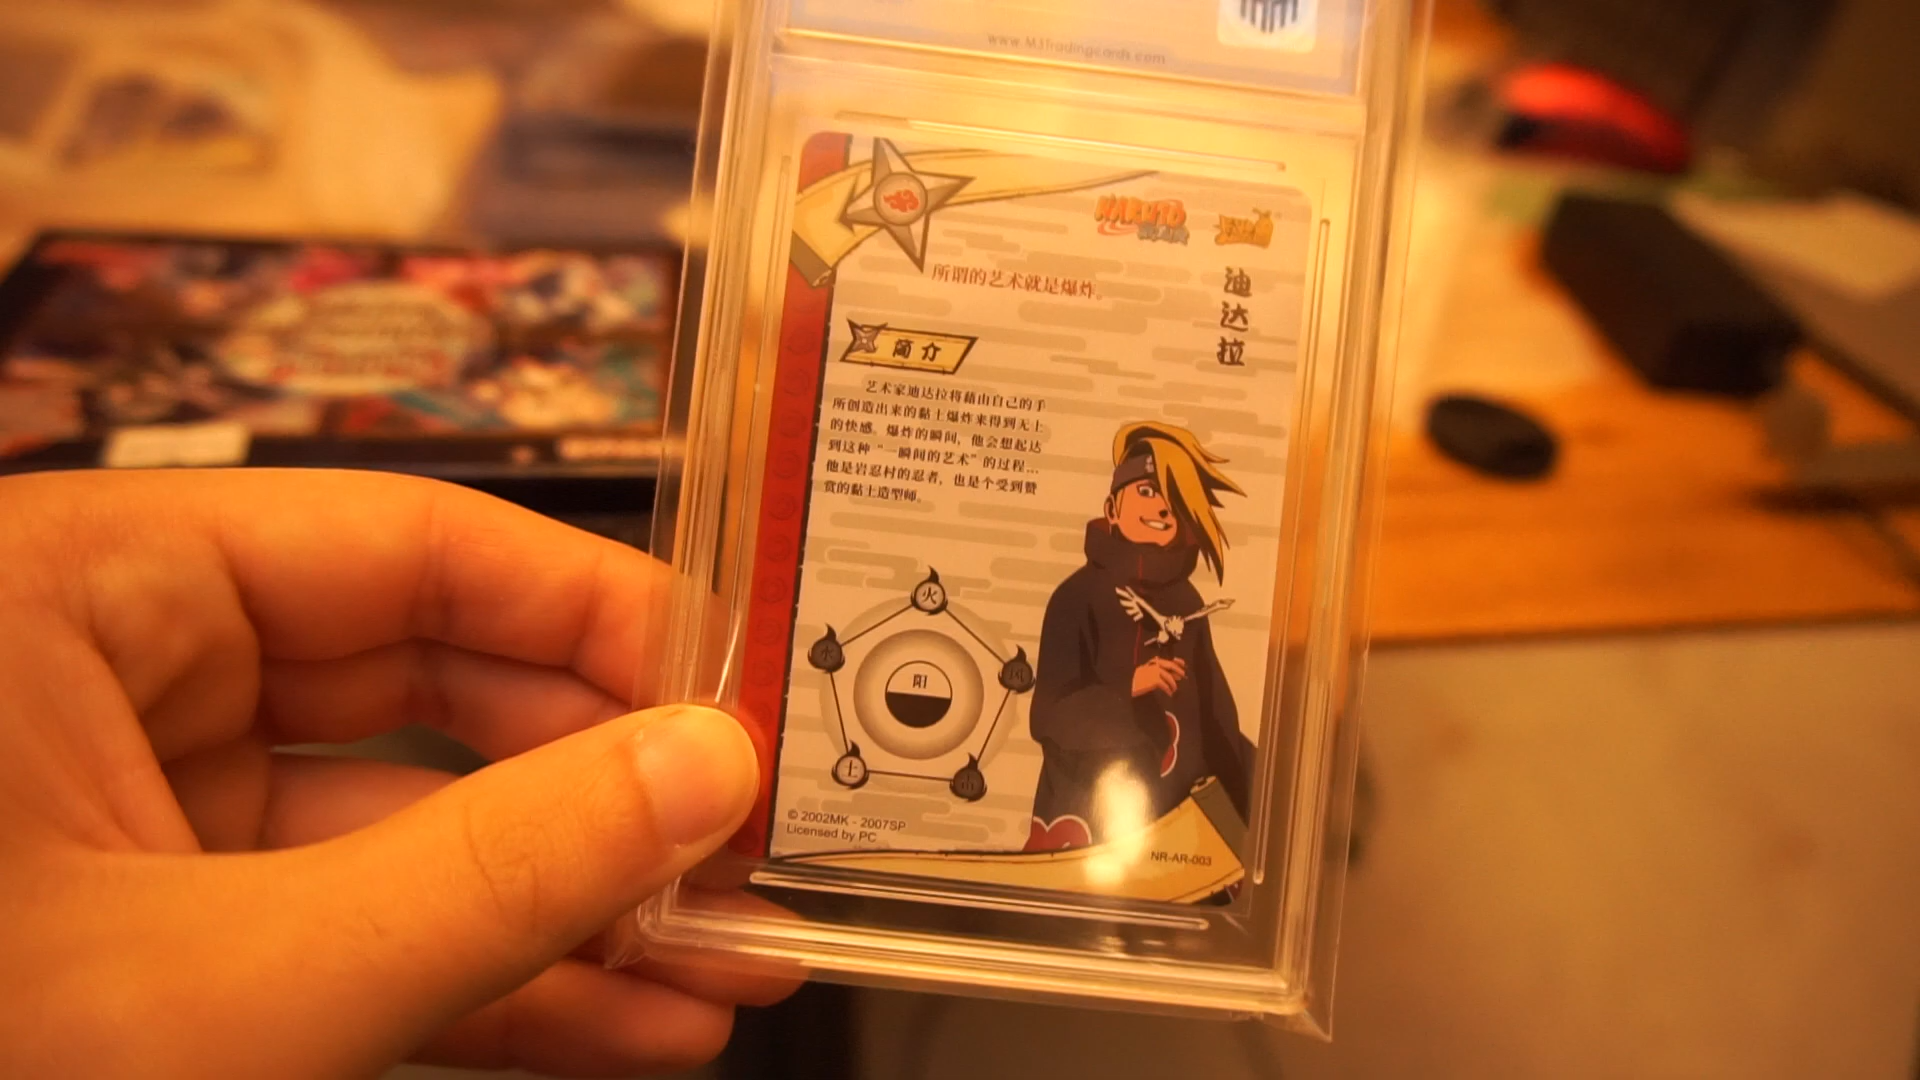 www.M3Tradingcards.com
NARUTO
所谓的艺术就是爆炸。
迪达拉
简介
艺术家迪达拉将藉由自己的手
所创造出来的黏土爆炸来得到无上
的快感。爆炸的瞬间，他会想起达
到这种“一瞬间的艺术”的过程…
他是岩忍村的忍者，也是个受到赞
赏的黏土造型师。
火
水
风
阳
土
© 2002MK - 2007SP
Licensed by PC
NR-AR-003